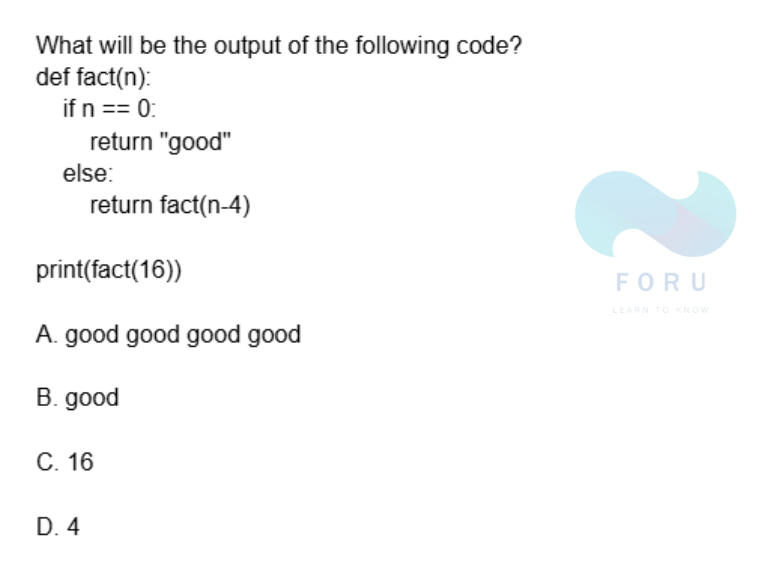 What will be the output of the following code?
def fact(n):
if n == 0:
return "good"
else:
return fact(n-4)
print(fact(16))
A. good good good good
B. good
C. 16
D. 4
FORU
LEARN TO KNOW